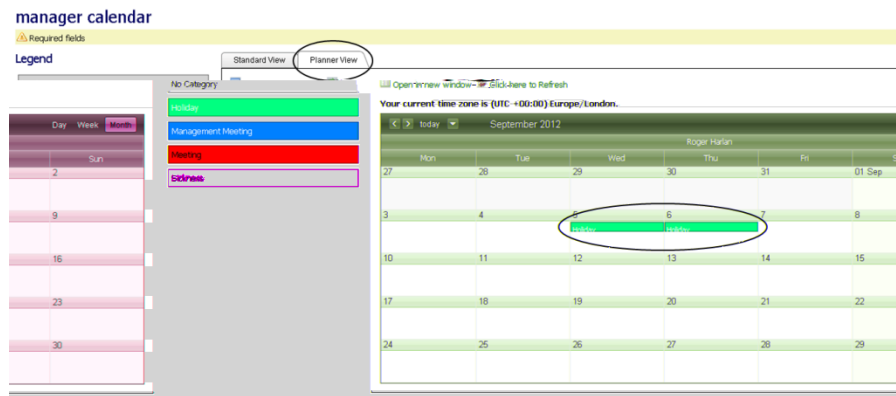 manager calendar
Required fields
Legend
Standard View
Planner View
No Category
Open in new window
Click here to Refresh
Holiday
Your current time zone is (UTC +00:00) Europe/London.
Day Week Month
Management Meeting
today
September 2012
Meeting
Roger Harlan
Sun
Mon Tue Wed Thu Fri S
2
27 28 29 30 31 01 Sep
9
3 4 5 6 7 8
Holiday Holiday
16
10 11 12 13 14 15
23
17 18 19 20 21 22
30
24 25 26 27 28 29